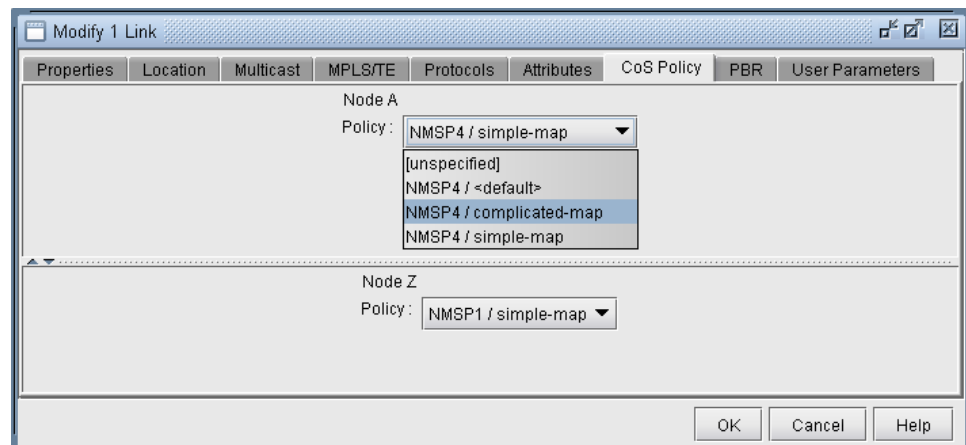 Modify 1 Link
Properties Location Multicast MPLS/TE Protocols Attributes CoS Policy PBR User Parameters
Node A
Policy : NMSP4 / simple-map
[unspecified]
NMSP4 / <default>
NMSP4 / complicated-map
NMSP4 / simple-map
Node Z
Policy : NMSP1 / simple-map
OK Cancel Help